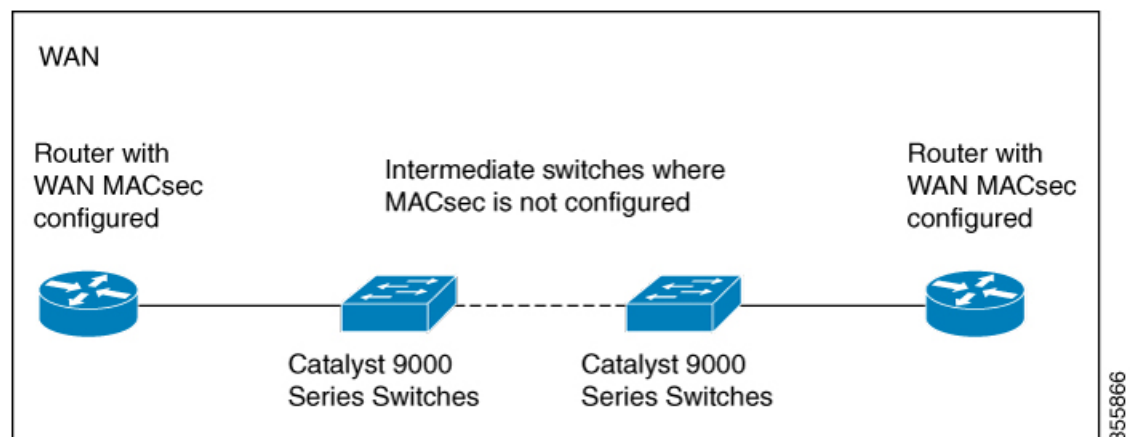 WAN
Router with
WAN MACsec
configured
Intermediate switches where
MACsec is not configured
Router with
WAN MACsec
configured
Catalyst 9000
Series Switches
Catalyst 9000
Series Switches
355866